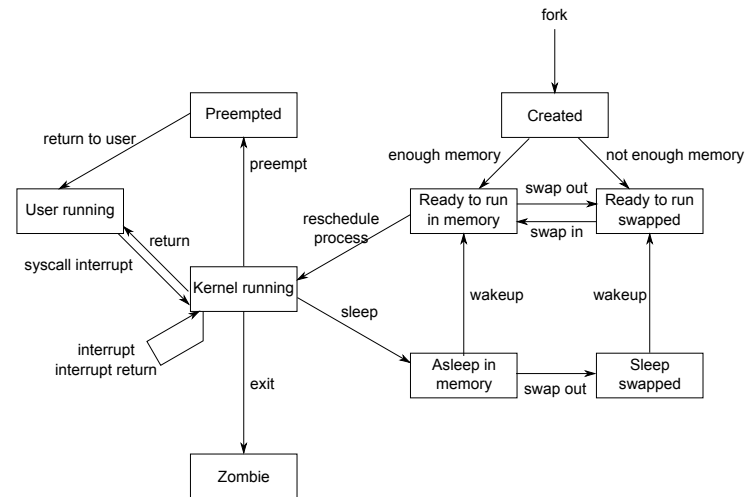 fork
Preempted
Created
return to user
preempt
enough memory
not enough memory
User running
Ready to run
in memory
swap out
Ready to run
swapped
reschedule
process
swap in
return
syscall interrupt
Kernel running
wakeup
wakeup
sleep
interrupt
interrupt return
Asleep in
memory
Sleep
swapped
swap out
exit
Zombie